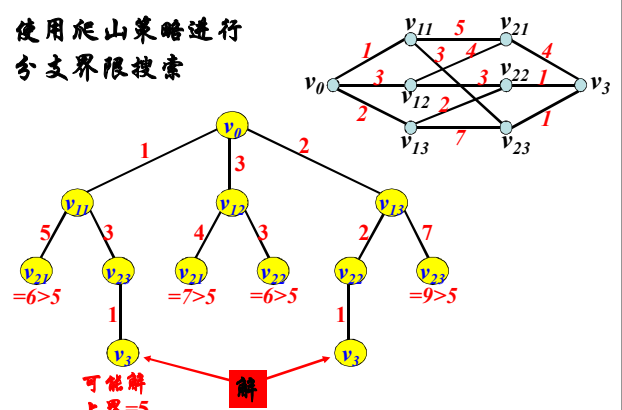 使用爬山策略进行
分支界限搜索
v11 5 v21
1 3 4 4
v0 3 v12 3 v22 1 v3
2 2 1
v13 7 v23
v0
1 3 2
v11 v12 v13
5 3 4 3 2 7
v21 v23 v21 v22 v22 v23
=6>5 =7>5 =6>5 =9>5
1 1
v3 v3
可能解 解
上界=5